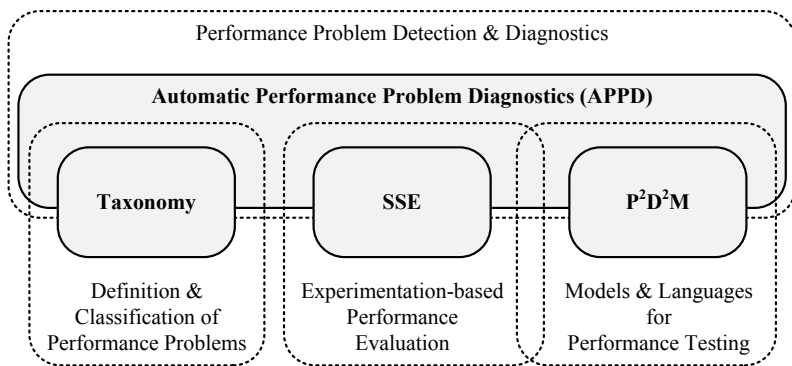 Performance Problem Detection & Diagnostics
Automatic Performance Problem Diagnostics (APPD)
Taxonomy
SSE
P²D²M
Definition &
Classification of
Performance Problems
Experimentation-based
Performance
Evaluation
Models & Languages
for
Performance Testing